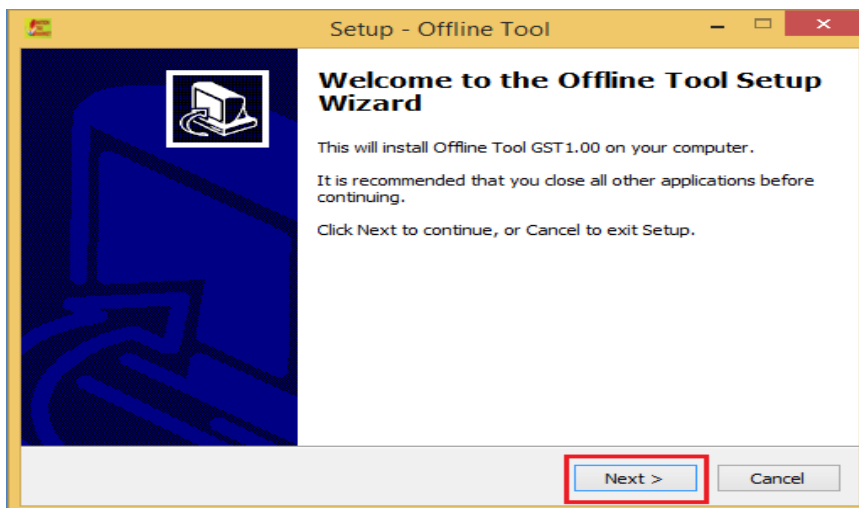 Setup - Offline Tool
Welcome to the Offline Tool Setup
Wizard
This will install Offline Tool GST1.00 on your computer.
It is recommended that you close all other applications before
continuing.
Click Next to continue, or Cancel to exit Setup.
Next >
Cancel